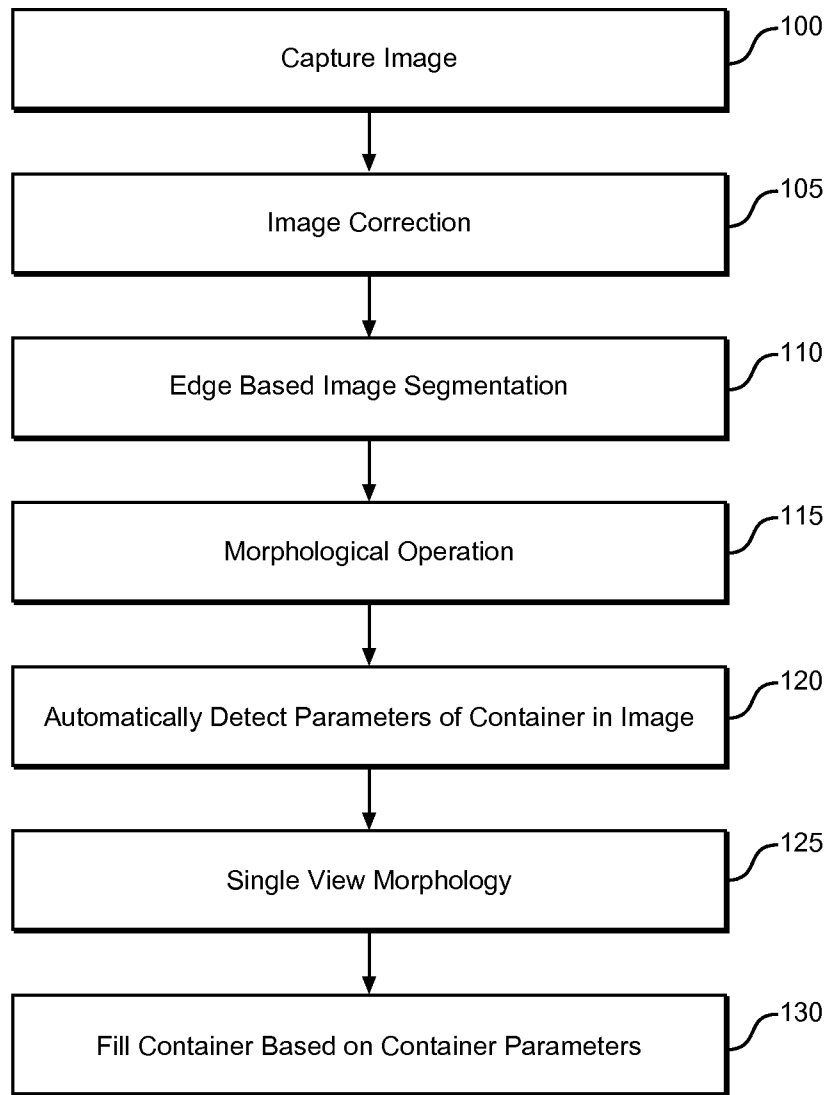 100
Capture Image
105
Image Correction
110
Edge Based Image Segmentation
115
Morphological Operation
120
Automatically Detect Parameters of Container in Image
125
Single View Morphology
130
Fill Container Based on Container Parameters